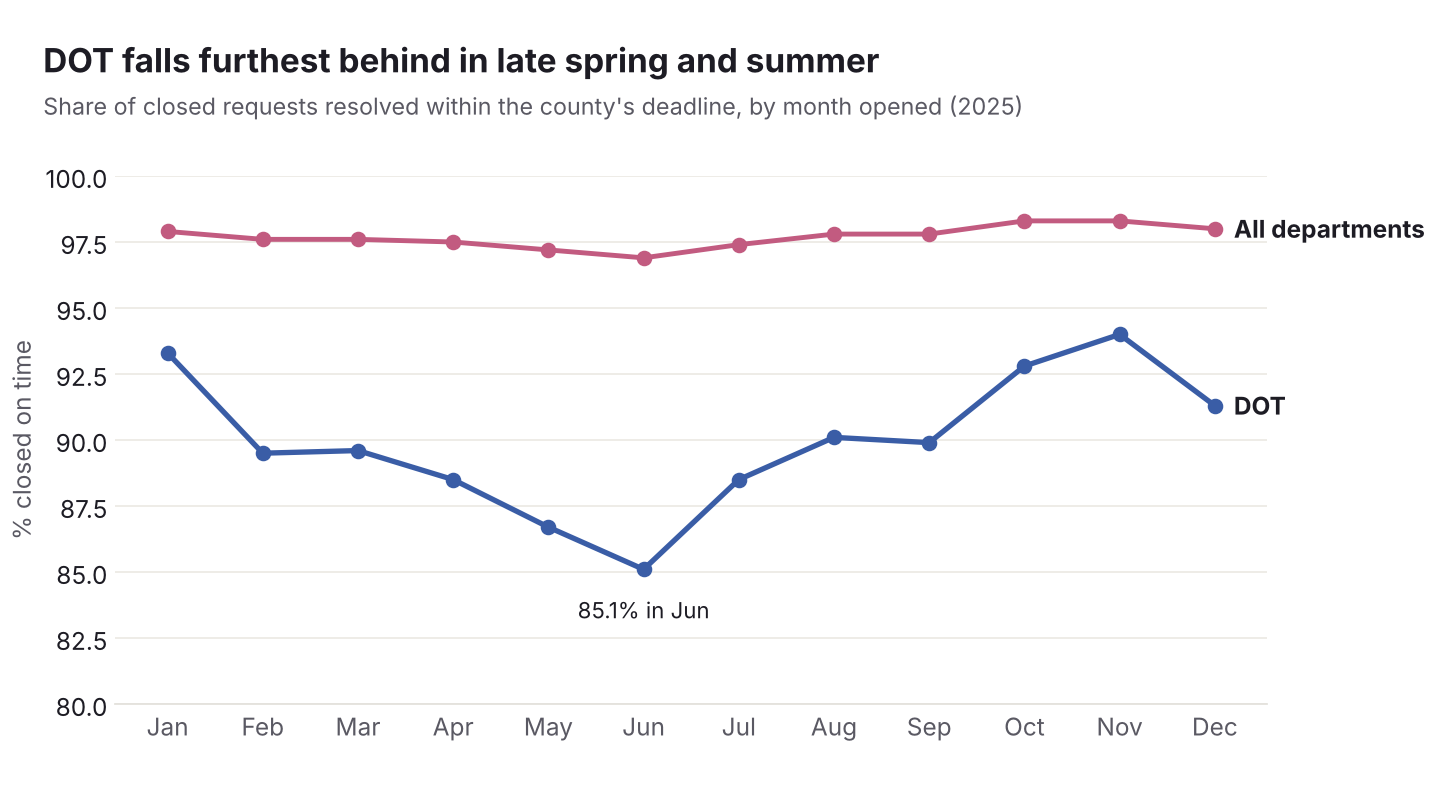 DOT falls furthest behind in late spring and summer
Share of closed requests resolved within the county's deadline, by month opened (2025)
% closed on time
100.0
97.5
95.0
92.5
90.0
87.5
85.0
82.5
80.0
All departments
DOT
85.1% in Jun
Jan Feb Mar Apr May Jun Jul Aug Sep Oct Nov Dec